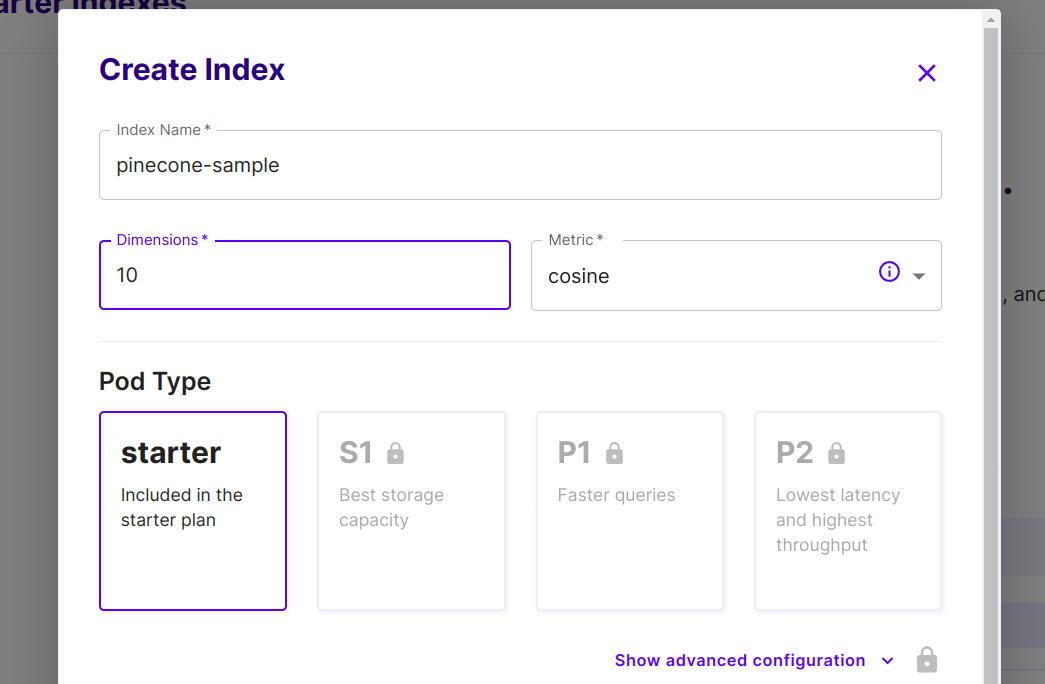 arter Indexes
Create Index
Index Name *
pinecone-sample
Dimensions *
10
Metric *
cosine
, and
Pod Type
starter
Included in the
starter plan
S1
Best storage
capacity
P1
Faster queries
P2
Lowest latency
and highest
throughput
Show advanced configuration